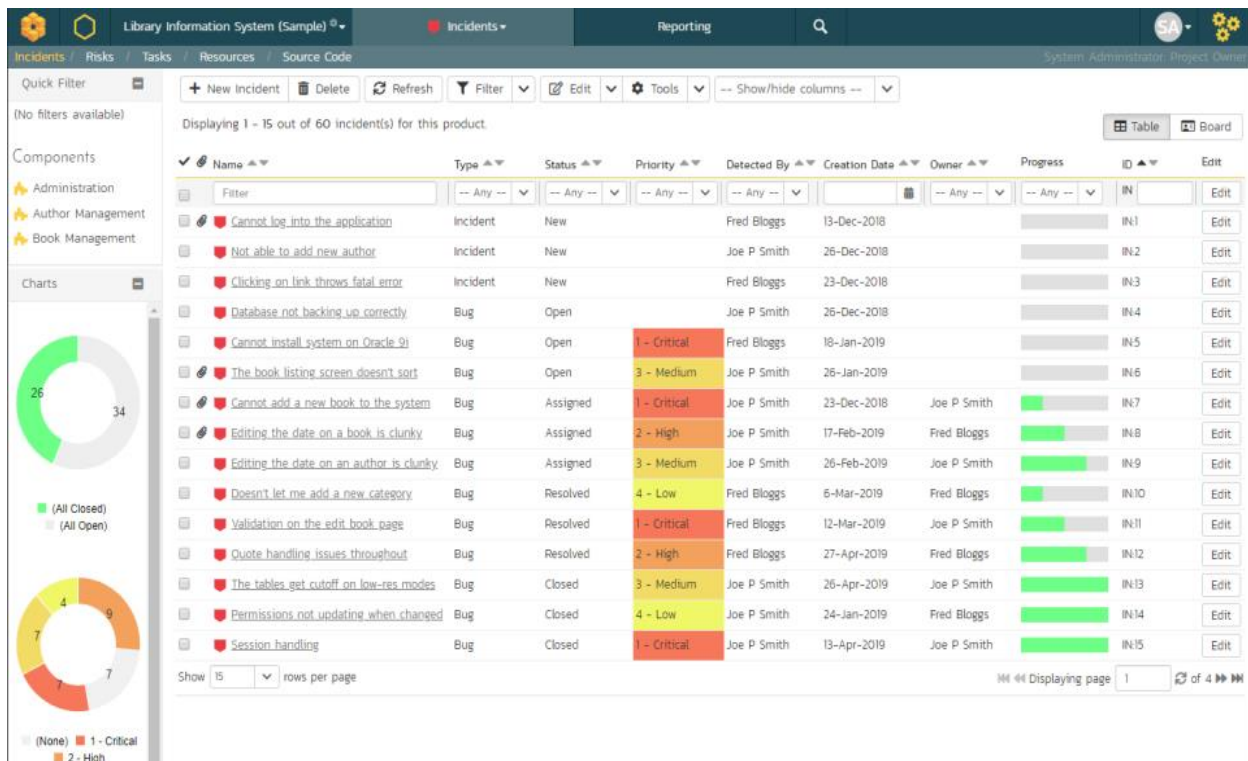 Library Information System (Sample) Incidents Reporting SA
Incidents / Risks / Tasks / Resources / Source Code System Administrator: Project Owner
Quick Filter
(No filters available)
Components
Administration
Author Management
Book Management
Charts
26
34
(All Closed)
(All Open)
4
9
7
7
7
(None) 1 - Critical
2 - High
New Incident Delete Refresh Filter Edit Tools -- Show/hide columns --
Displaying 1 - 15 out of 60 incident(s) for this product. Table Board
Name Type Status Priority Detected By Creation Date Owner Progress ID Edit
Filter -- Any -- -- Any -- -- Any -- -- Any -- -- Any -- -- Any -- IN Edit
Cannot log into the application Incident New Fred Bloggs 13-Dec-2018 IN:1 Edit
Not able to add new author Incident New Joe P Smith 26-Dec-2018 IN:2 Edit
Clicking on link throws fatal error Incident New Fred Bloggs 23-Dec-2018 IN:3 Edit
Database not backing up correctly Bug Open Joe P Smith 26-Dec-2018 IN:4 Edit
Cannot install system on Oracle 9i Bug Open 1 - Critical Fred Bloggs 18-Jan-2019 IN:5 Edit
The book listing screen doesn't sort Bug Open 3 - Medium Joe P Smith 26-Jan-2019 IN:6 Edit
Cannot add a new book to the system Bug Assigned 1 - Critical Joe P Smith 23-Dec-2018 Joe P Smith IN:7 Edit
Editing the date on a book is clunky Bug Assigned 2 - High Joe P Smith 17-Feb-2019 Fred Bloggs IN:8 Edit
Editing the date on an author is clunky Bug Assigned 3 - Medium Joe P Smith 26-Feb-2019 Joe P Smith IN:9 Edit
Doesn't let me add a new category Bug Resolved 4 - Low Fred Bloggs 6-Mar-2019 Fred Bloggs IN:10 Edit
Validation on the edit book page Bug Resolved 1 - Critical Fred Bloggs 12-Mar-2019 Joe P Smith IN:11 Edit
Quote handling issues throughout Bug Resolved 2 - High Fred Bloggs 27-Apr-2019 Fred Bloggs IN:12 Edit
The tables get cutoff on low-res modes Bug Closed 3 - Medium Joe P Smith 26-Apr-2019 Joe P Smith IN:13 Edit
Permissions not updating when changed Bug Closed 4 - Low Joe P Smith 24-Jan-2019 Fred Bloggs IN:14 Edit
Session handling Bug Closed 1 - Critical Joe P Smith 13-Apr-2019 Joe P Smith IN:15 Edit
Show 15 rows per page Displaying page 1 of 4